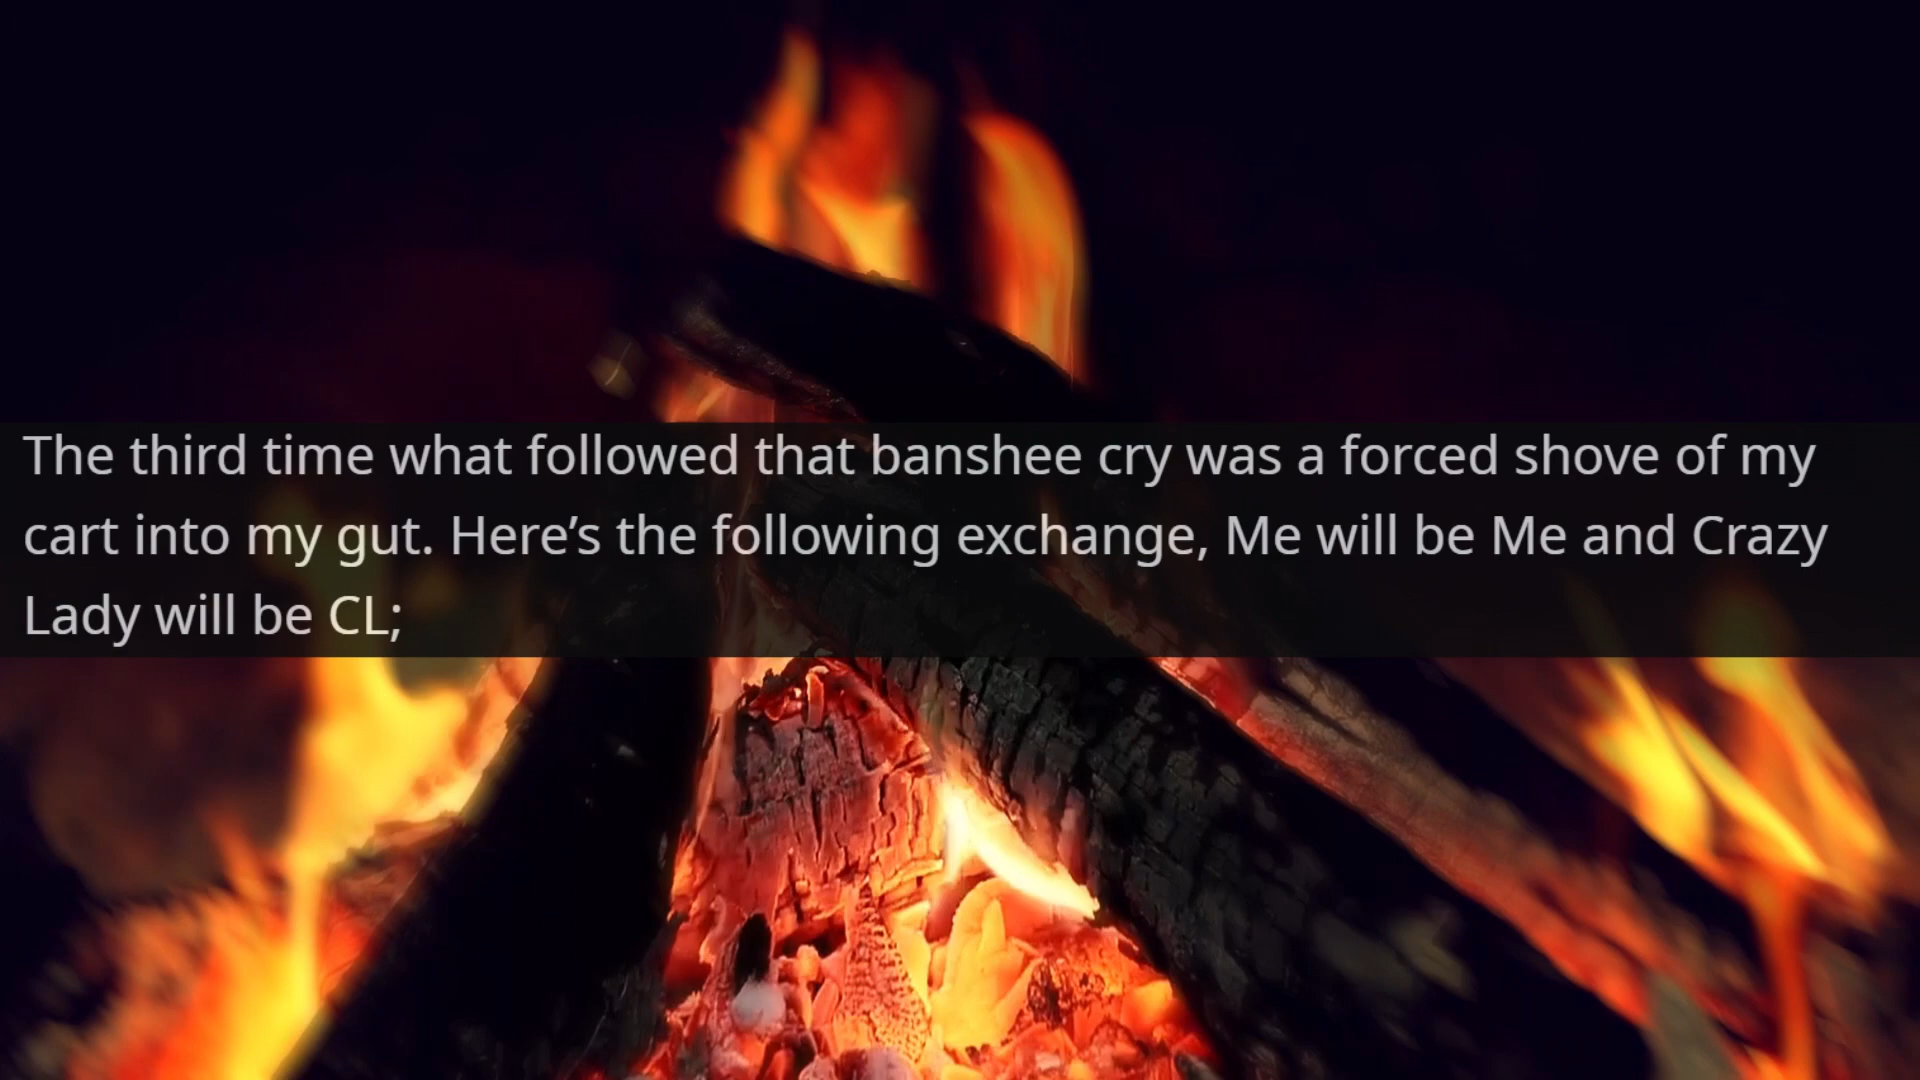 The third time what followed that banshee cry was a forced shove of my
cart into my gut. Here’s the following exchange, Me will be Me and Crazy
Lady will be CL;